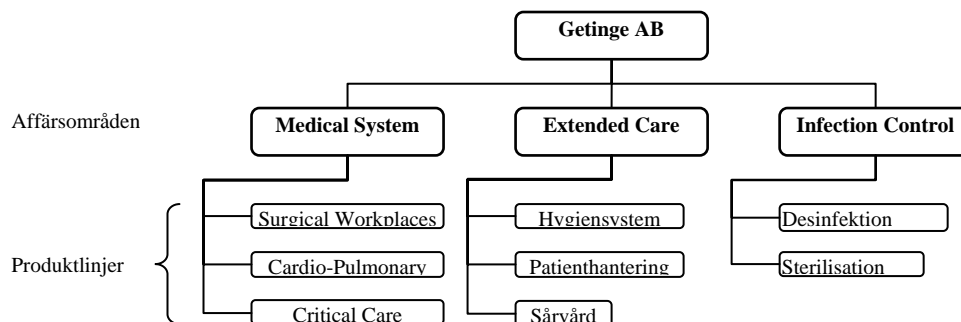 Getinge AB
Affärsområden
Medical System
Extended Care
Infection Control
Produktlinjer
Surgical Workplaces
Hygiensystem
Desinfektion
Cardio-Pulmonary
Patienthantering
Sterilisation
Critical Care
Sårvård